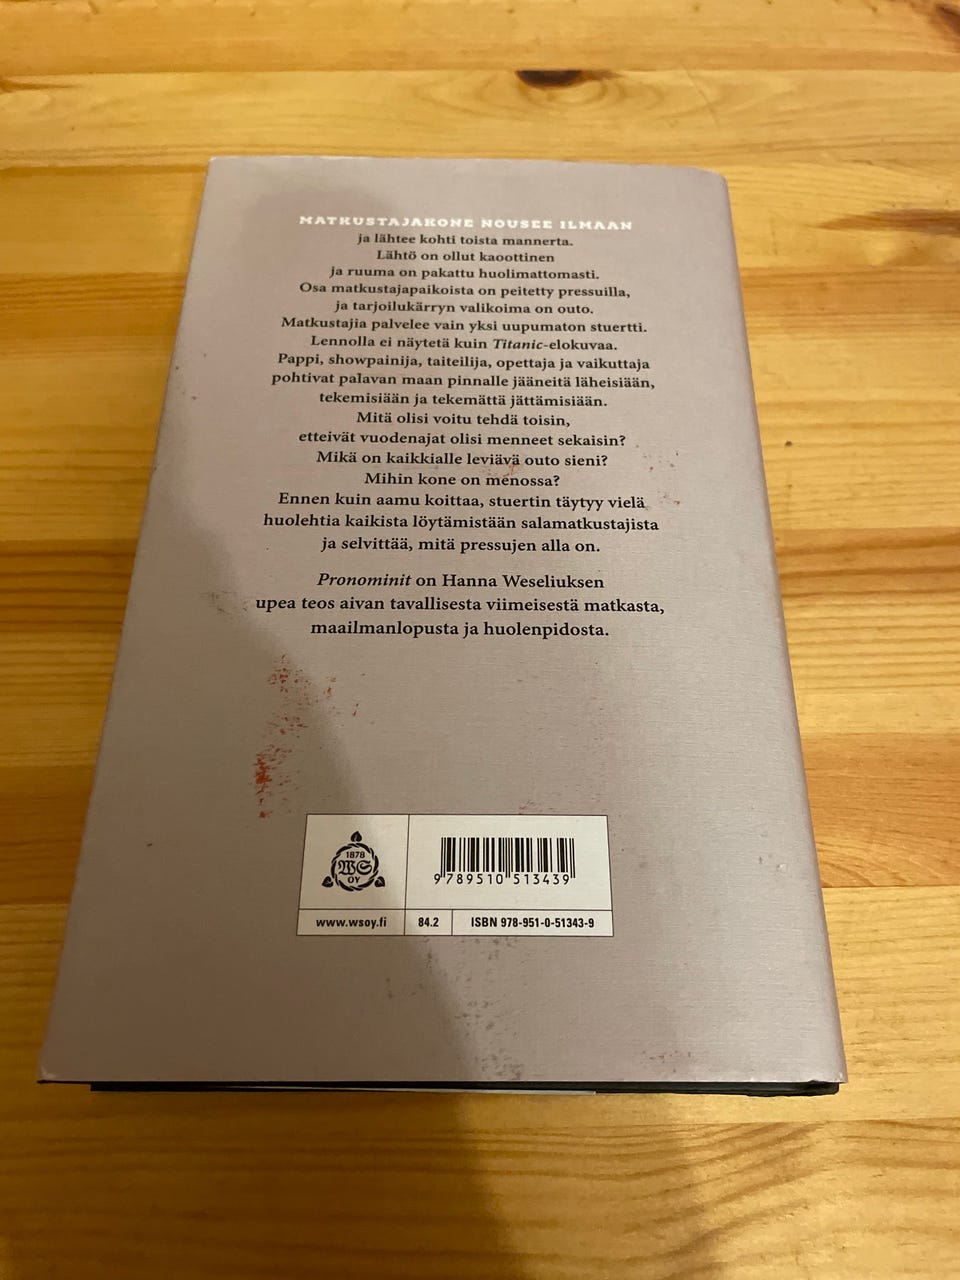 MATKUSTAJAKONE NOUSEE ILMAAN
ja lähtee kohti toista mannerta.
Lähtö on ollut kaoottinen
ja ruuma on pakattu huolimattomasti.
Osa matkustajapaikoista on peitetty pressuilla,
ja tarjoilukärryn valikoima on outo.
Matkustajia palvelee vain yksi uupumaton stuertti.
Lennolla ei näytetä kuin Titanic-elokuvaa.
Pappi, showpainija, taiteilija, opettaja ja vaikuttaja
pohtivat palavan maan pinnalle jääneitä läheisiään,
tekemisiään ja tekemättä jättämisiään.
Mitä olisi voitu tehdä toisin,
etteivät vuodenajat olisi menneet sekaisin?
Mikä on kaikkialle leviävä outo sieni?
Mihin kone on menossa?
Ennen kuin aamu koittaa, stuertin täytyy vielä
huolehtia kaikista löytämistään salamatkustajista
ja selvittää, mitä pressujen alla on.
Pronominit on Hanna Weseliuksen
upea teos aivan tavallisesta viimeisestä matkasta,
maailmanlopusta ja huolenpidosta.
1878
WS
OY
9 789510 513439
www.wsoy.fi
84.2
ISBN 978-951-0-51343-9